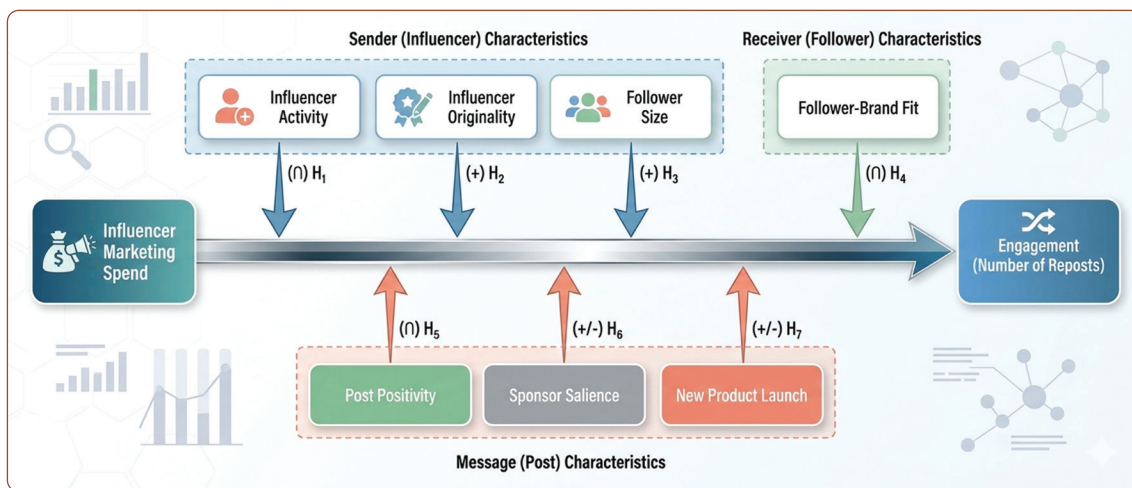 Sender (Influencer) Characteristics
Receiver (Follower) Characteristics
Influencer
Activity
Influencer
Originality
Follower
Size
Follower-Brand Fit
(∩) H₁
(+) H₂
(+) H₃
(∩) H₄
Influencer
Marketing
Spend
$
Engagement
(Number of Reposts)
(∩) H₅
(+/-) H₆
(+/-) H₇
Post Positivity
Sponsor Salience
New Product Launch
Message (Post) Characteristics